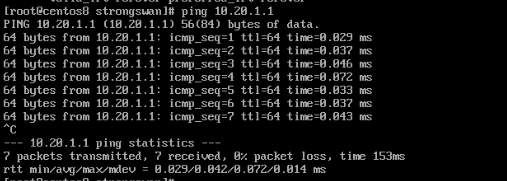 [root@centos8 strongswan]# ping 10.20.1.1
PING 10.20.1.1 (10.20.1.1) 56(84) bytes of data.
64 bytes from 10.20.1.1: icmp_seq=1 ttl=64 time=0.029 ms
64 bytes from 10.20.1.1: icmp_seq=2 ttl=64 time=0.037 ms
64 bytes from 10.20.1.1: icmp_seq=3 ttl=64 time=0.046 ms
64 bytes from 10.20.1.1: icmp_seq=4 ttl=64 time=0.072 ms
64 bytes from 10.20.1.1: icmp_seq=5 ttl=64 time=0.033 ms
64 bytes from 10.20.1.1: icmp_seq=6 ttl=64 time=0.037 ms
64 bytes from 10.20.1.1: icmp_seq=7 ttl=64 time=0.043 ms
^C
--- 10.20.1.1 ping statistics ---
7 packets transmitted, 7 received, 0% packet loss, time 153ms
rtt min/avg/max/mdev = 0.029/0.042/0.072/0.014 ms